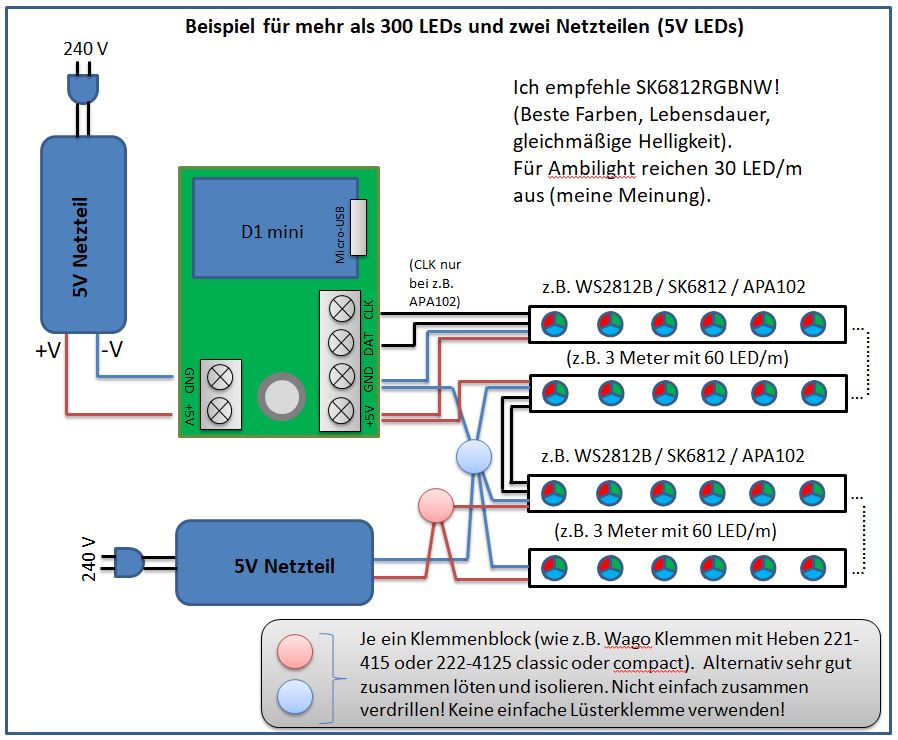 Beispiel für mehr als 300 LEDs und zwei Netzteilen (5V LEDs)
240 V
Ich empfehle SK6812RGBNW!
(Beste Farben, Lebensdauer,
gleichmäßige Helligkeit).
Für Ambilight reichen 30 LED/m
aus (meine Meinung).
5V Netzteil
+V
-V
D1 mini
Micro-USB
CLK
DAT
GND
+5V
GND
+5V
(CLK nur
bei z.B.
APA102)
z.B. WS2812B / SK6812 / APA102
...
(z.B. 3 Meter mit 60 LED/m)
...
z.B. WS2812B / SK6812 / APA102
...
(z.B. 3 Meter mit 60 LED/m)
...
240 V
5V Netzteil
Je ein Klemmenblock (wie z.B. Wago Klemmen mit Heben 221-
415 oder 222-4125 classic oder compact). Alternativ sehr gut
zusammen löten und isolieren. Nicht einfach zusammen
verdrillen! Keine einfache Lüsterklemme verwenden!